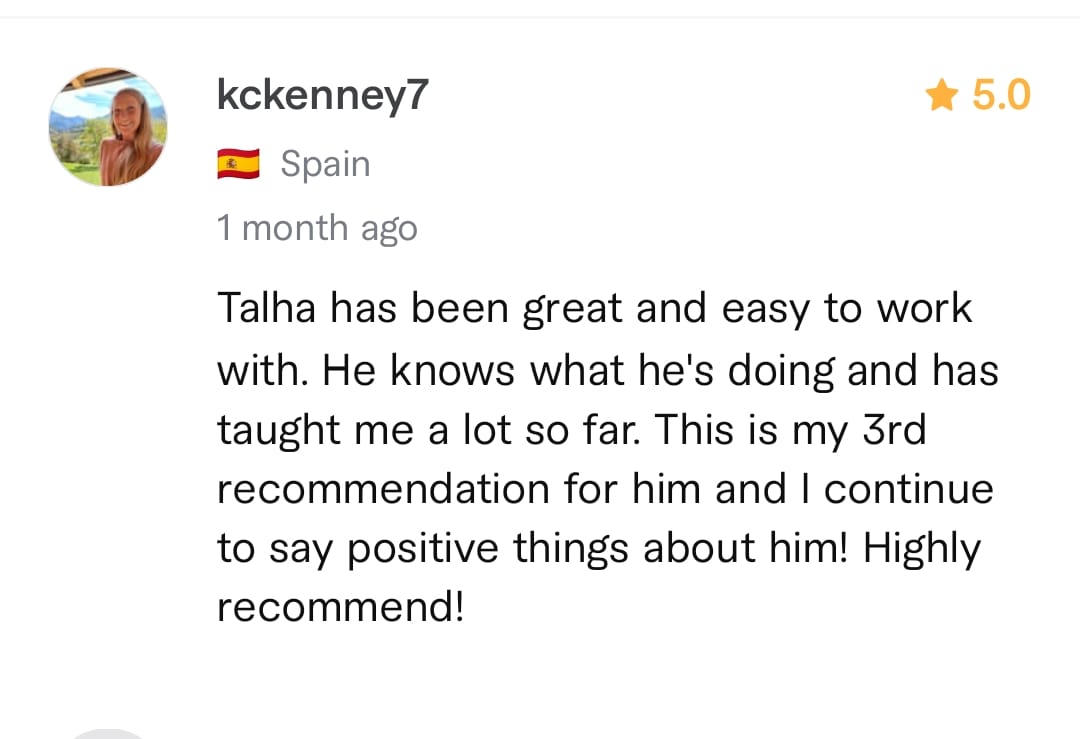 kckenney7
5.0
Spain
1 month ago
Talha has been great and easy to work
with. He knows what he's doing and has
taught me a lot so far. This is my 3rd
recommendation for him and I continue
to say positive things about him! Highly
recommend!